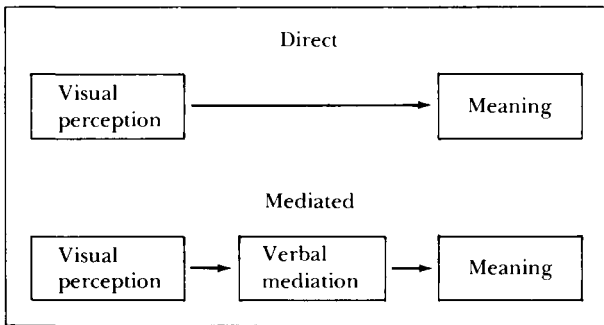 Direct
Visual
perception
Meaning
Mediated
Visual
perception
Verbal
mediation
Meaning